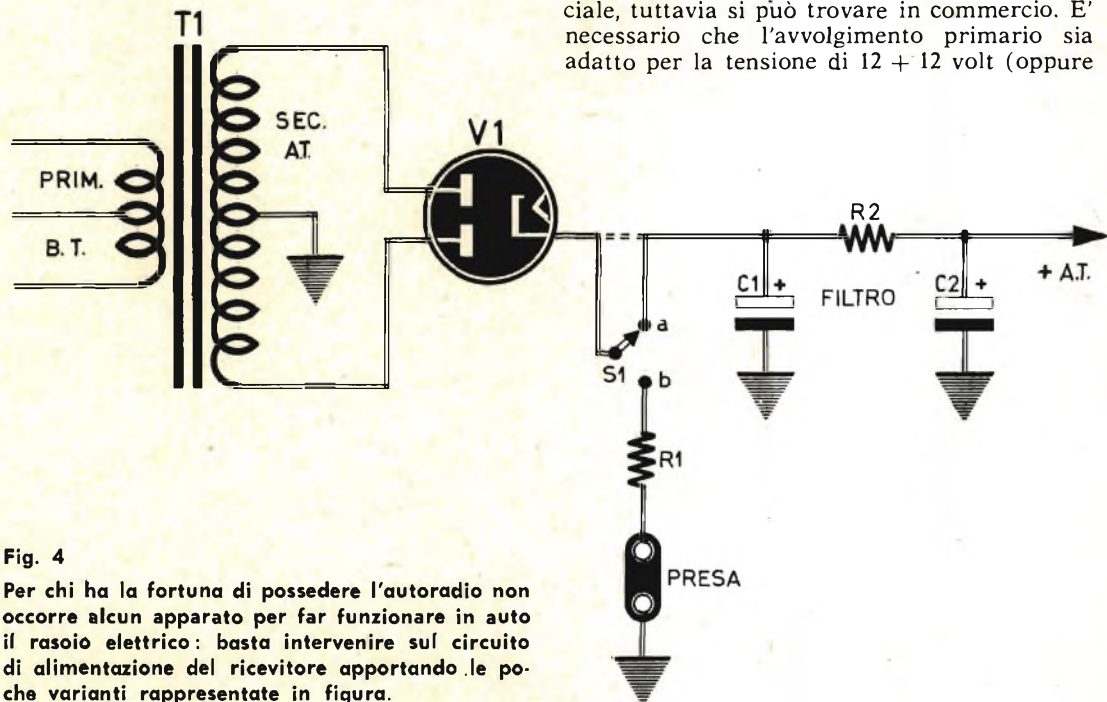 ciale, tuttavia si può trovare in commercio. E'
necessario che l'avvolgimento primario sia
adatto per la tensione di 12 + 12 volt (oppure
T1
SEC.
A.T.
V1
PRIM.
B. T.
R2
C1 +
FILTRO
C2 +
+ A.T.
a
S1
b
R1
PRESA
Fig. 4
Per chi ha la fortuna di possedere l'autoradio non
occorre alcun apparato per far funzionare in auto
il rasoio elettrico: basta intervenire sul circuito
di alimentazione del ricevitore apportando le po-
che varianti rappresentate in figura.